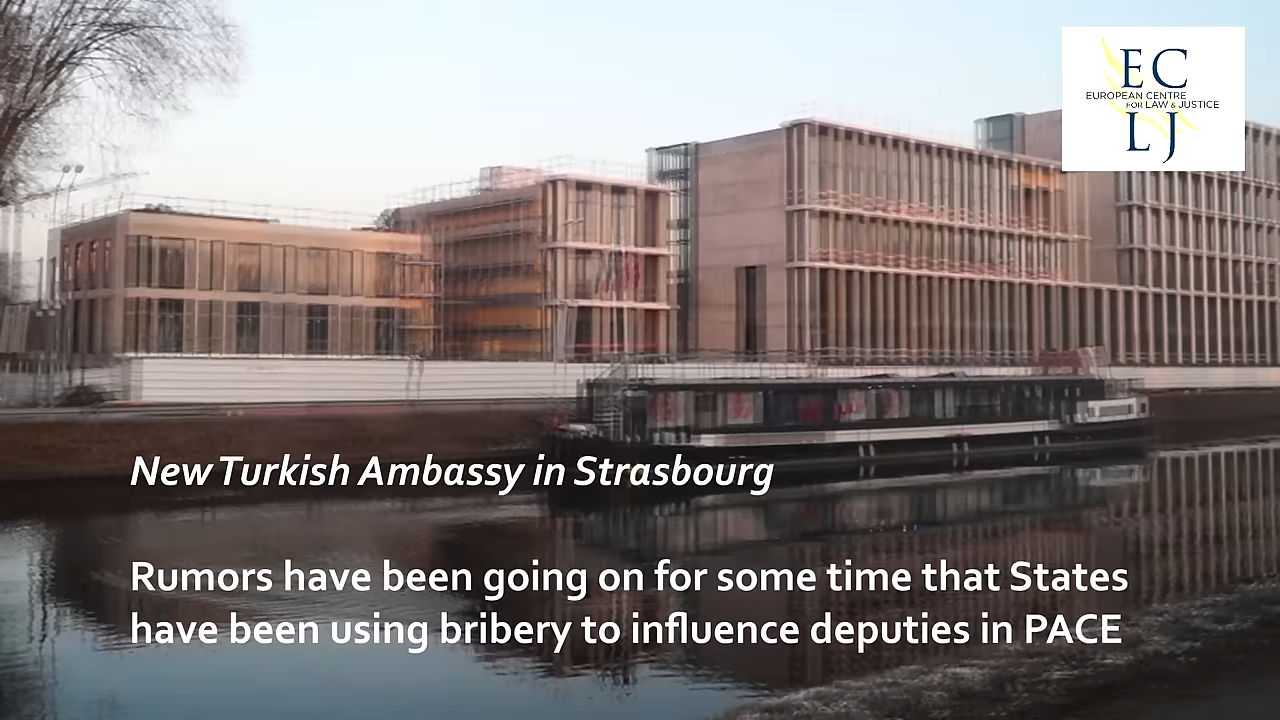 EC
EUROPEAN CENTRE
FOR LAW & JUSTICE
LJ
New Turkish Ambassy in Strasbourg
Rumors have been going on for some time that States
have been using bribery to influence deputies in PACE